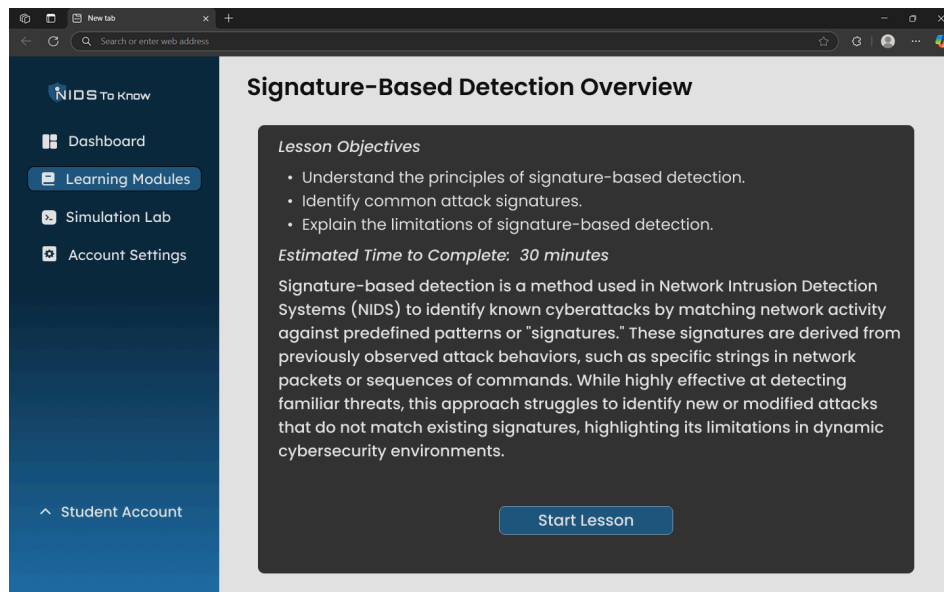 New tab
Search or enter web address
NIDS To Know
Dashboard
Learning Modules
Simulation Lab
Account Settings
Student Account
Signature-Based Detection Overview
Lesson Objectives
• Understand the principles of signature-based detection.
• Identify common attack signatures.
• Explain the limitations of signature-based detection.
Estimated Time to Complete: 30 minutes
Signature-based detection is a method used in Network Intrusion Detection
Systems (NIDS) to identify known cyberattacks by matching network activity
against predefined patterns or "signatures." These signatures are derived from
previously observed attack behaviors, such as specific strings in network
packets or sequences of commands. While highly effective at detecting
familiar threats, this approach struggles to identify new or modified attacks
that do not match existing signatures, highlighting its limitations in dynamic
cybersecurity environments.
Start Lesson